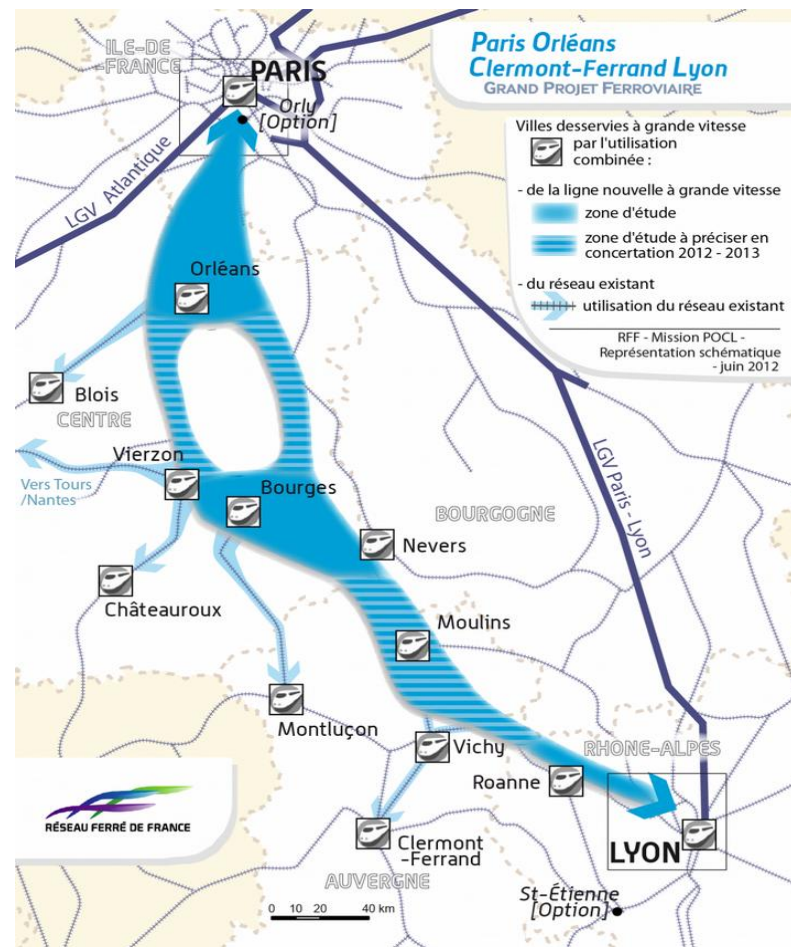 Paris Orléans
Clermont-Ferrand Lyon
GRAND PROJET FERROVIAIRE
Villes desservies à grande vitesse
par l'utilisation
combinée :
- de la ligne nouvelle à grande vitesse
zone d'étude
zone d'étude à préciser en
concertation 2012 - 2013
- du réseau existant
utilisation du réseau existant
RFF - Mission POCL -
Représentation schématique
- juin 2012
ILE-DE
-FRANCE
PARIS
Orly
[Option]
LGV Atlantique
Orléans
Blois
CENTRE
Vierzon
Vers Tours
/Nantes
Bourges
BOURGOGNE
LGV Paris - Lyon
Nevers
Châteauroux
Moulins
Montluçon
Vichy
RHONE-ALPES
Roanne
RÉSEAU FERRÉ DE FRANCE
Clermont
-Ferrand
LYON
AUVERGNE
St-Étienne
[Option]
0 10 20 40 km